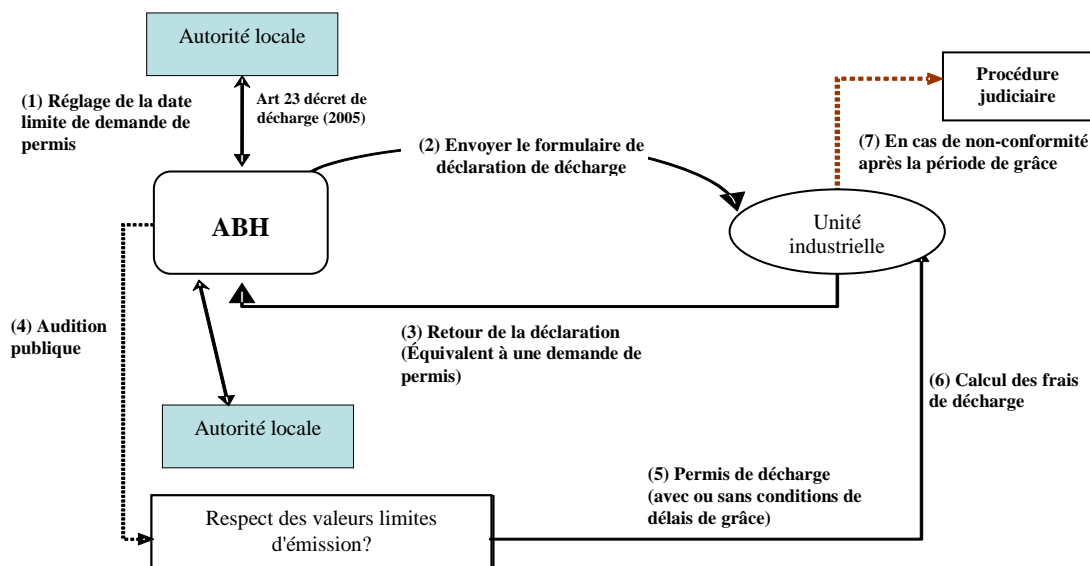 Autorité locale
(1) Réglage de la date
limite de demande de
permis
Art 23 décret de
décharge (2005)
(2) Envoyer le formulaire de
déclaration de décharge
Procédure
judiciaire
(7) En cas de non-conformité
après la période de grâce
ABH
Unité
industrielle
(4) Audition
publique
(3) Retour de la déclaration
(Équivalent à une demande de
permis)
(6) Calcul des frais
de décharge
Autorité locale
(5) Permis de décharge
(avec ou sans conditions de
délais de grâce)
Respect des valeurs limites
d'émission?